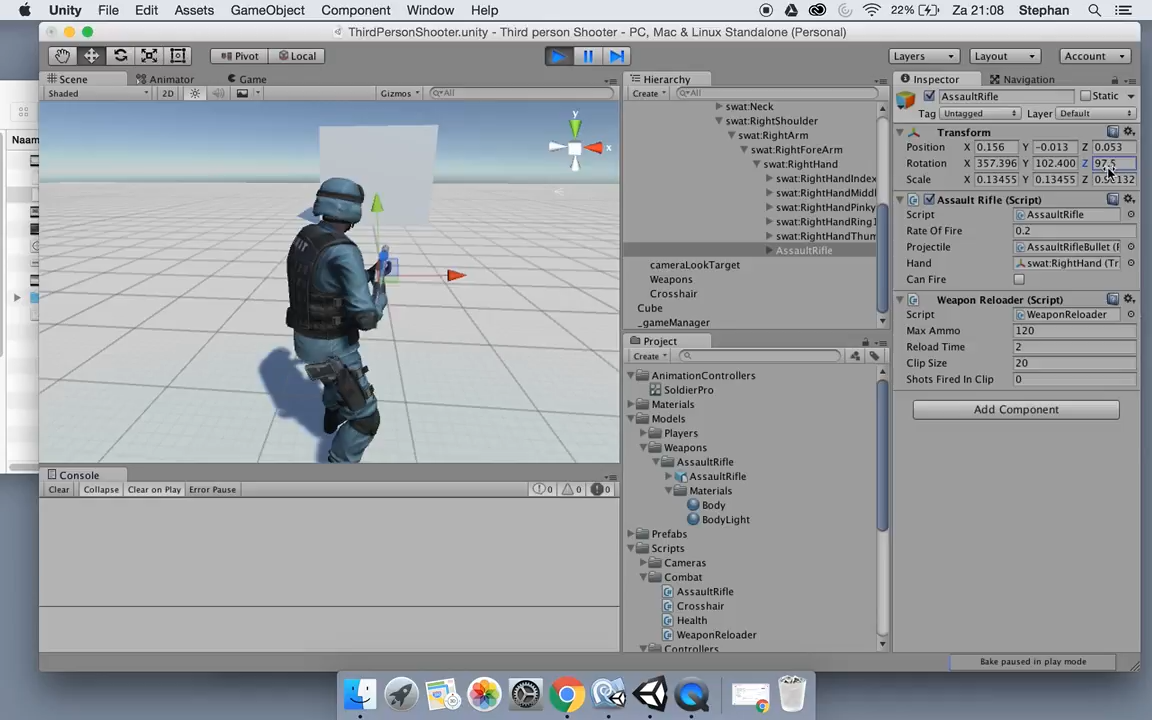 Unity File Edit Assets GameObject Component Window Help 22% Za 21:08 Stephan
ThirdPersonShooter.unity - Third person Shooter - PC, Mac & Linux Standalone (Personal)
Pivot Local Layers Layout Account
Scene Animator Game
Shaded 2D Gizmos All
Hierarchy
Create All
swat:Neck
swat:RightShoulder
swat:RightArm
swat:RightForeArm
swat:RightHand
swat:RightHandIndex
swat:RightHandMiddl
swat:RightHandPinky
swat:RightHandRing1
swat:RightHandThum
AssaultRifle
cameraLookTarget
Weapons
Crosshair
Cube
_gameManager
Project
Create
AnimationControllers
SoldierPro
Materials
Models
Players
Weapons
AssaultRifle
AssaultRifle
Materials
Body
BodyLight
Prefabs
Scripts
Cameras
Combat
AssaultRifle
Crosshair
Health
WeaponReloader
Controllers
Inspector Navigation
AssaultRifle Static
Tag Untagged Layer Default
Transform
Position X 0.156 Y -0.013 Z 0.053
Rotation X 357.396 Y 102.400 Z 97.5
Scale X 0.13455 Y 0.13455 Z
Assault Rifle (Script)
Script AssaultRifle
Rate Of Fire 0.2
Projectile AssaultRifleBullet (F
Hand swat:RightHand (Tr
Can Fire
Weapon Reloader (Script)
Script WeaponReloader
Max Ammo 120
Reload Time 2
Clip Size 20
Shots Fired In Clip 0
Add Component
Console
Clear Collapse Clear on Play Error Pause 0 0 0
Bake paused in play mode
Naam
y
x